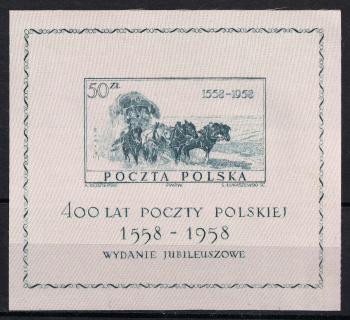 50 ZŁ
1558-1958
POCZTA POLSKA
400 LAT POCZTY POLSKIEJ
1558 - 1958
WYDANIE JUBILEUSZOWE